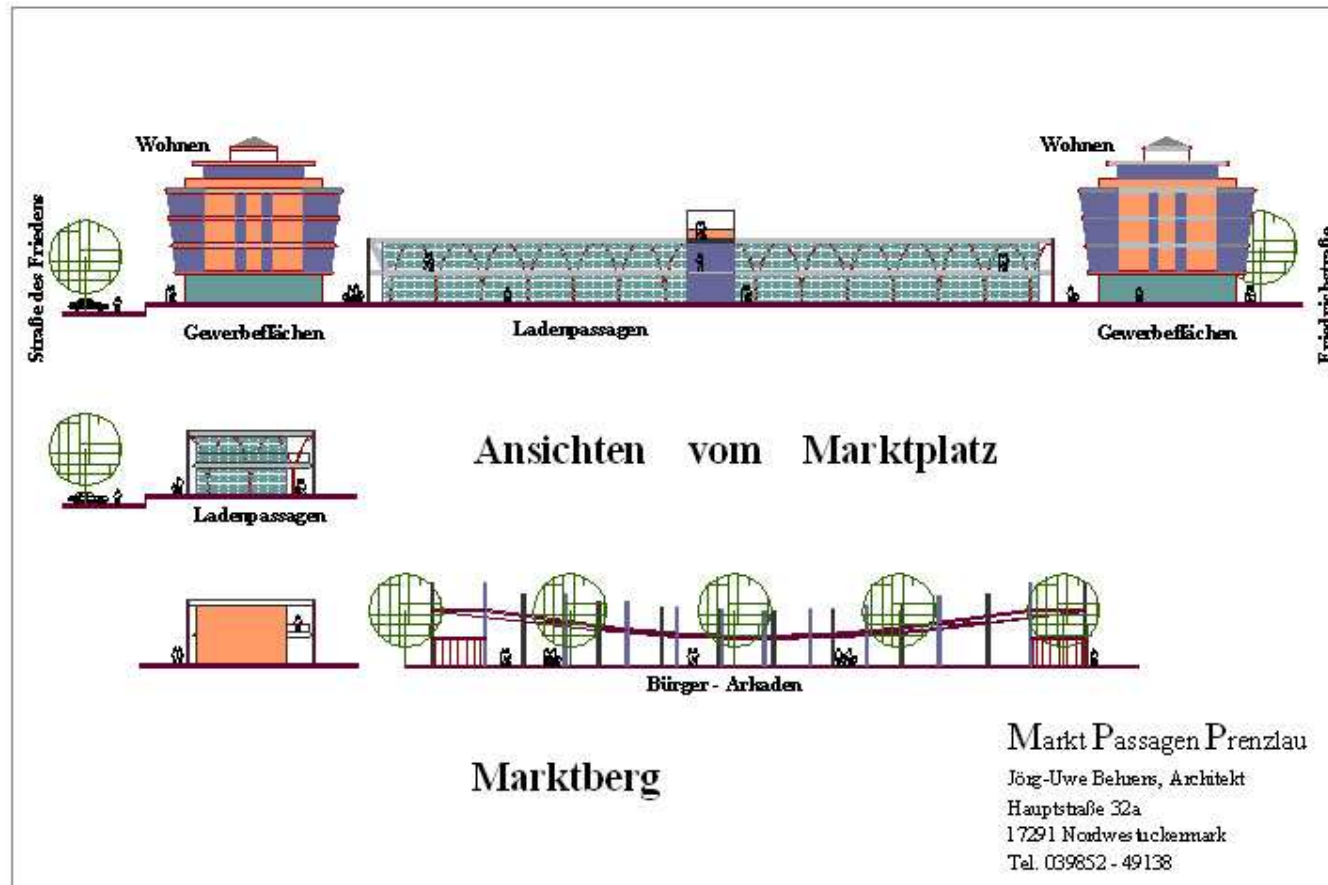 Wohnen
Wohnen
Straße des Friedens
Friedrichstraße
Gewerbeflächen
Ladenpassagen
Gewerbeflächen
Ansichten vom Marktplatz
Ladenpassagen
Bürger - Arkaden
Marktberg
Markt Passagen Prenzlau
Jörg-Uwe Behrens, Architekt
Hauptstraße 32a
17291 Nordwestuckermark
Tel. 039852 - 49138